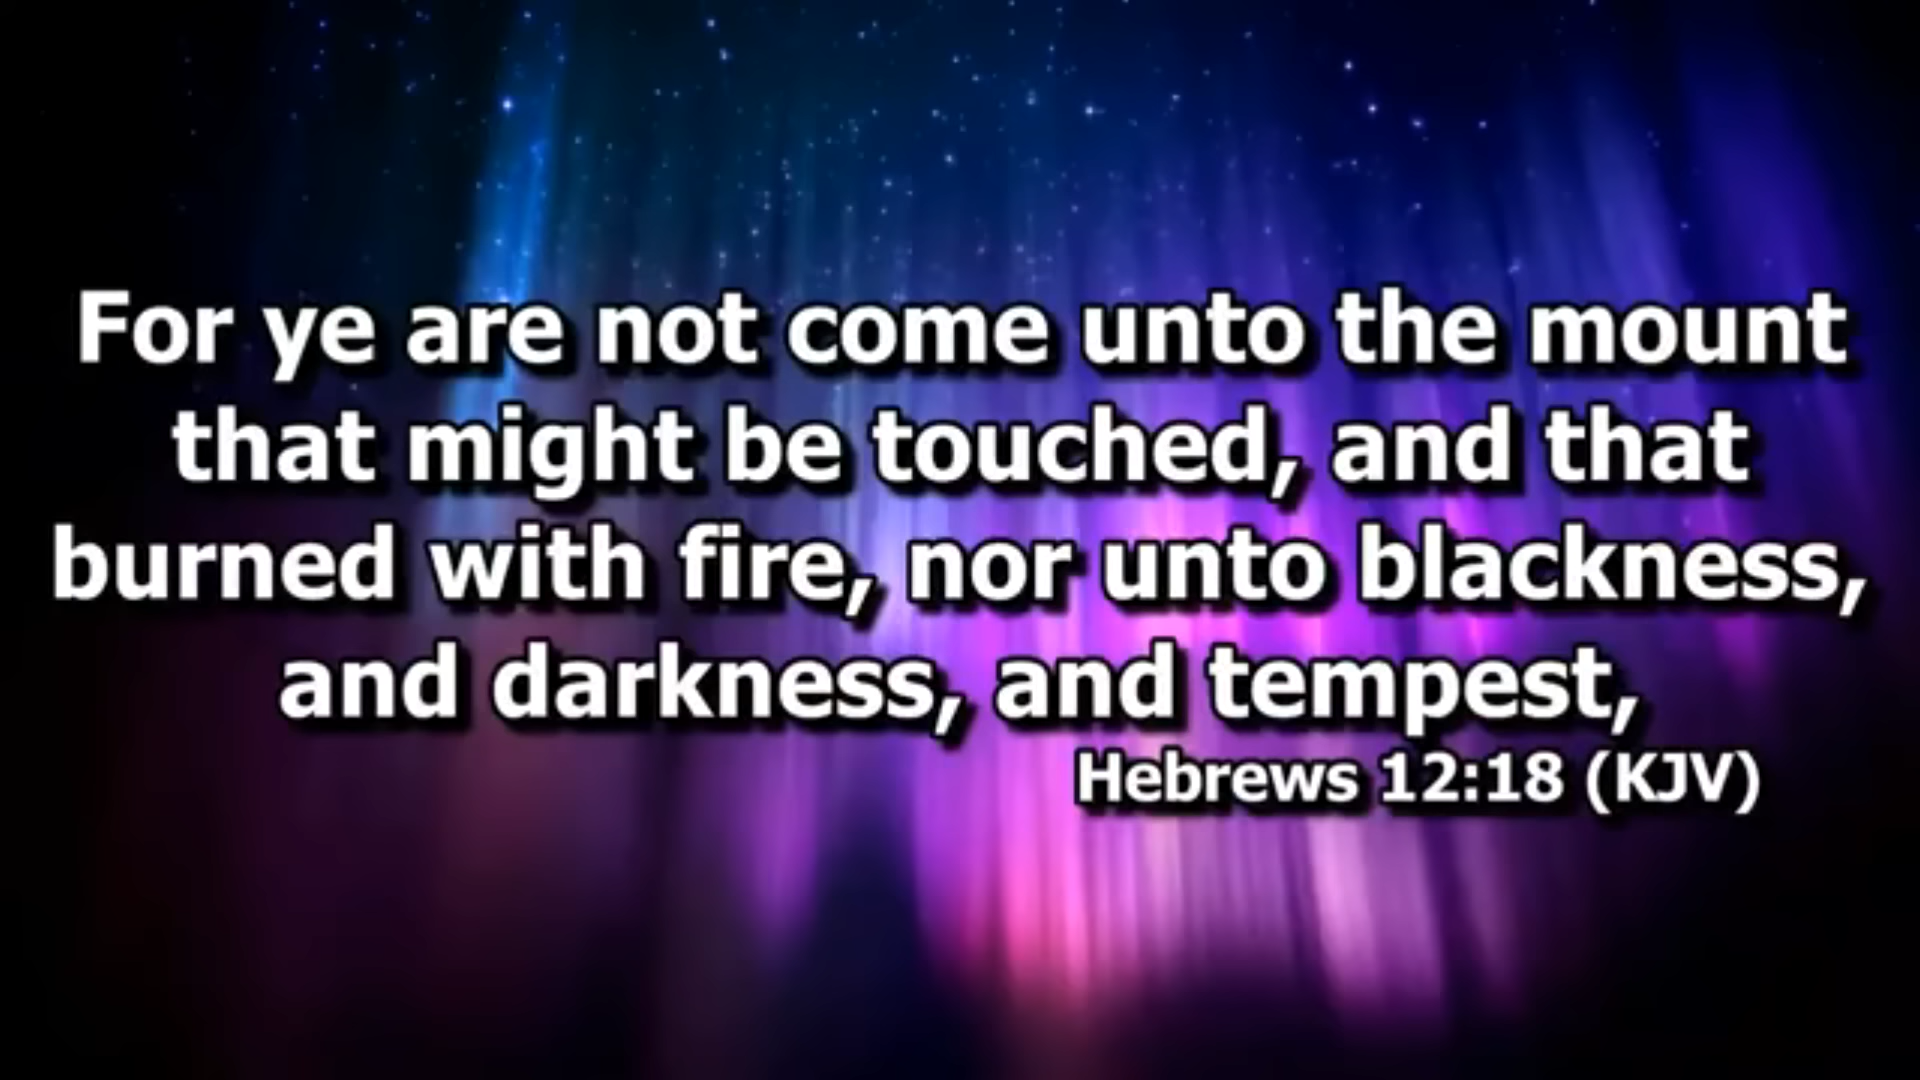 For ye are not come unto the mount
that might be touched, and that
burned with fire, nor unto blackness,
and darkness, and tempest,
Hebrews 12:18 (KJV)